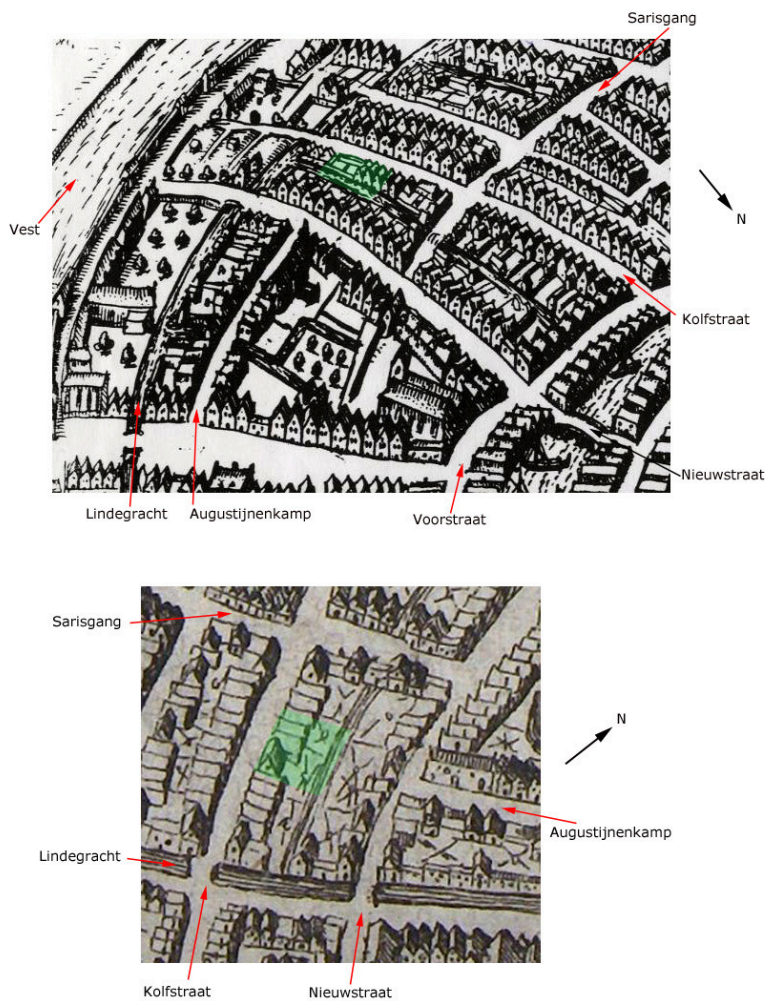 Sarisgang
Vest
N
Kolfstraat
Nieuwstraat
Lindegracht
Augustijnenkamp
Voorstraat
Sarisgang
N
Augustijnenkamp
Lindegracht
Kolfstraat
Nieuwstraat